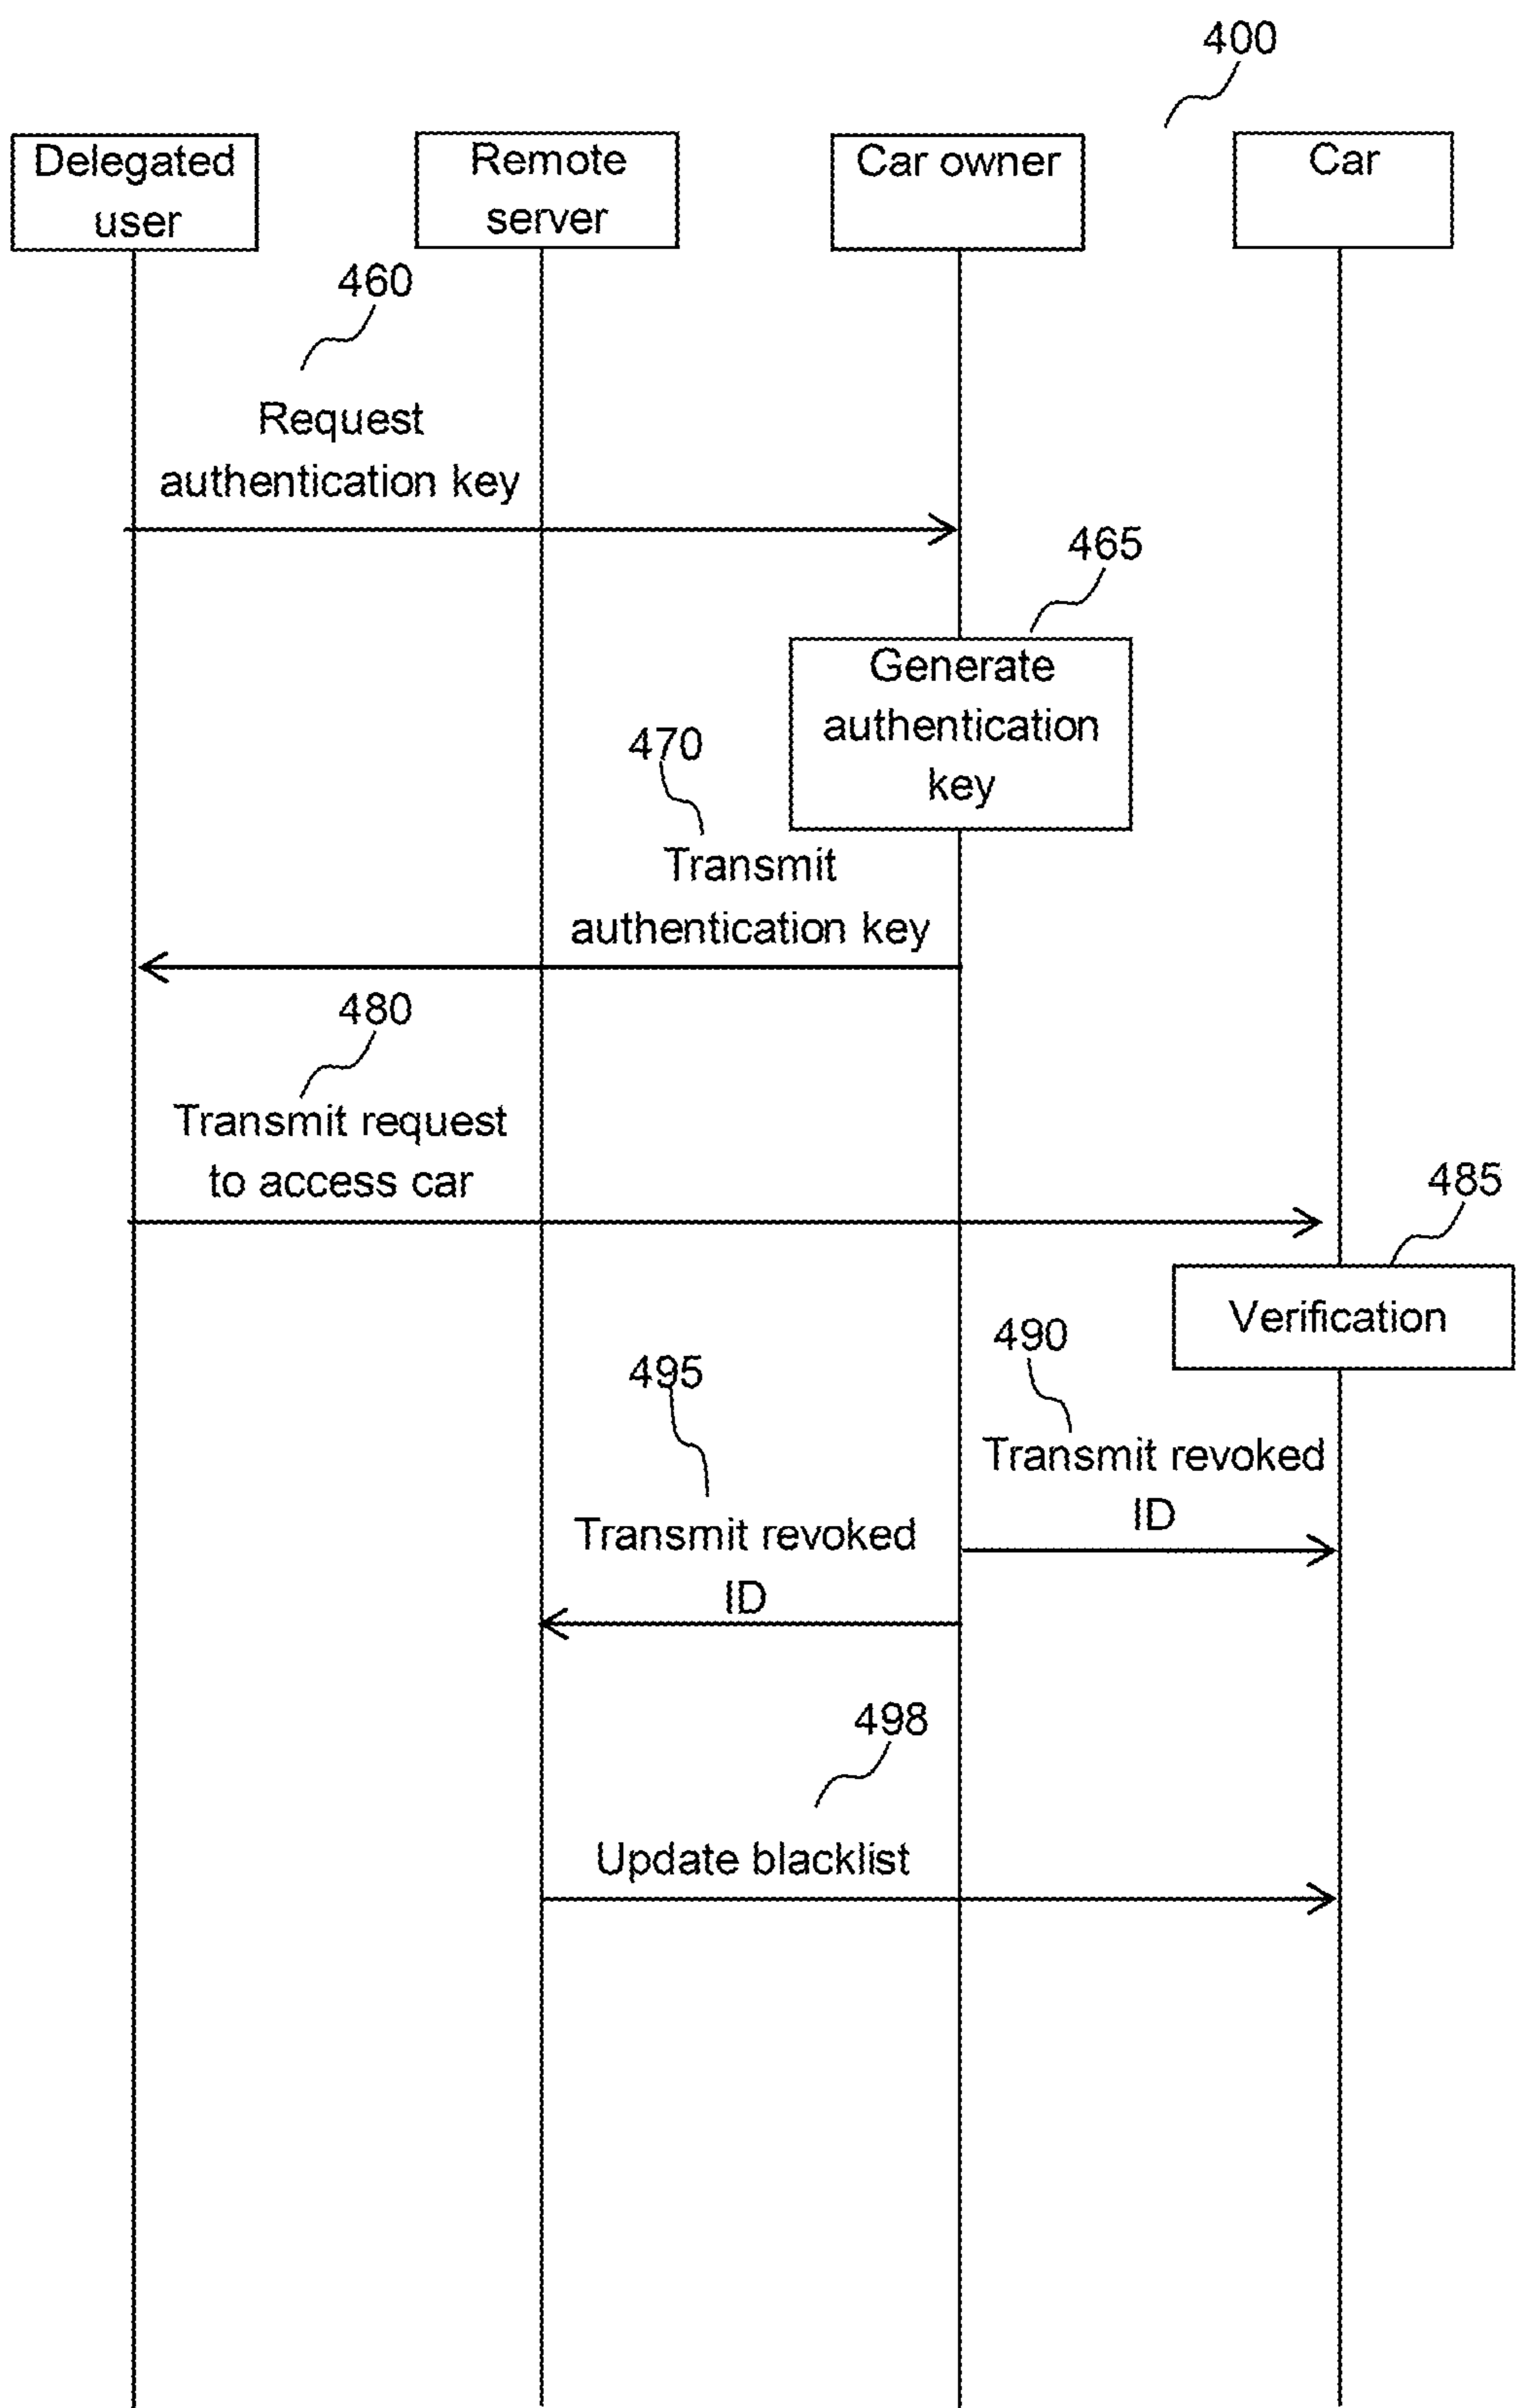 400
Delegated
user
Remote
server
Car owner
Car
460
Request
authentication key
465
Generate
authentication
key
470
Transmit
authentication key
480
Transmit request
to access car
485
Verification
490
Transmit revoked
ID
495
Transmit revoked
ID
498
Update blacklist